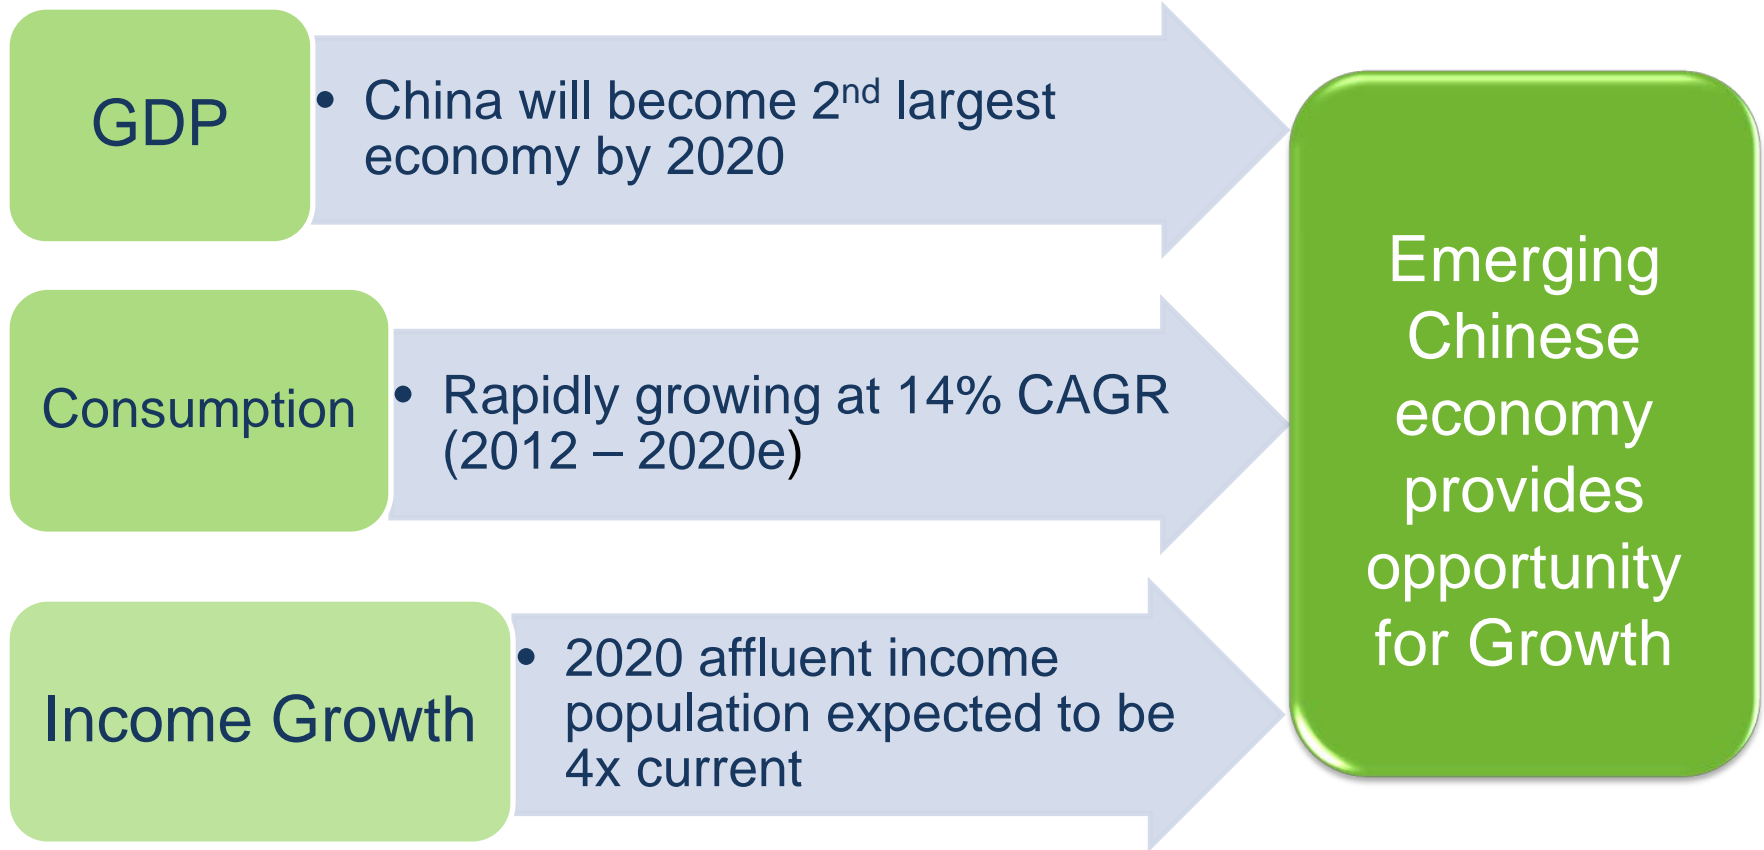 GDP
• China will become 2nd largest
economy by 2020
Consumption
• Rapidly growing at 14% CAGR
(2012 – 2020e)
Income Growth
• 2020 affluent income
population expected to be
4x current
Emerging
Chinese
economy
provides
opportunity
for Growth